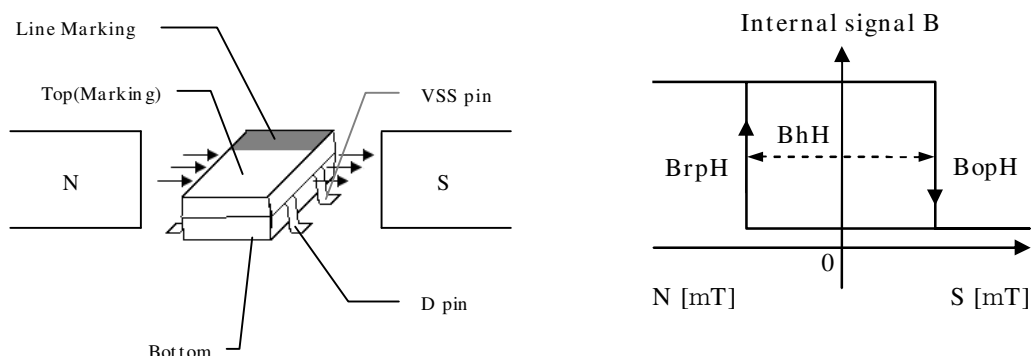 Line Marking
Top(Marking)
VSS pin
N
S
D pin
Bottom
Internal signal B
BhH
BrpH
BopH
0
N [mT]
S [mT]